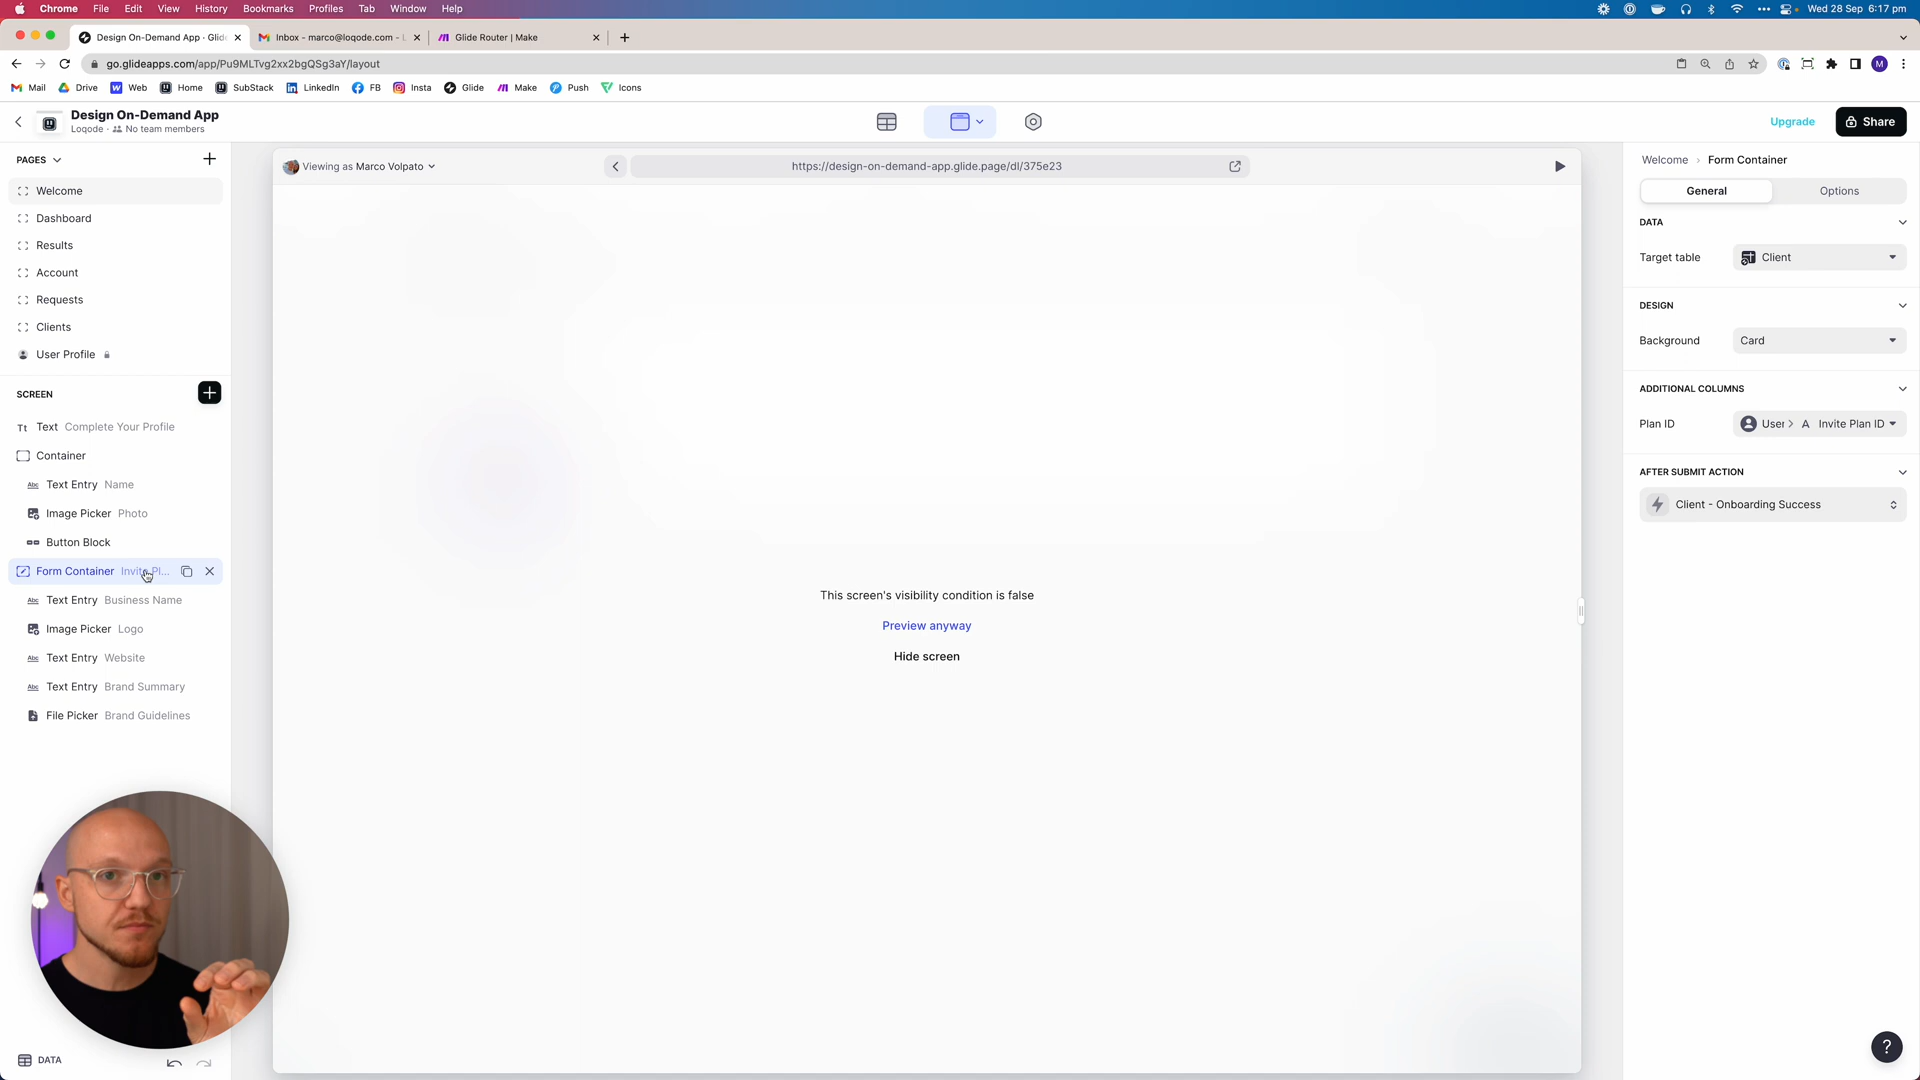 Chrome File Edit View History Bookmarks Profiles Tab Window Help
Wed 28 Sep 6:17 pm
Design On-Demand App · Glid
Inbox - marco@loqode.com -
Glide Router | Make
go.glideapps.com/app/Pu9MLTvg2xx2bgQSg3aY/layout
Mail Drive Web Home SubStack LinkedIn FB Insta Glide Make Push Icons
Design On-Demand App
Loqode · No team members
Upgrade
Share
PAGES
Welcome
Dashboard
Results
Account
Requests
Clients
User Profile
SCREEN
Tt Text Complete Your Profile
Container
Abc Text Entry Name
Image Picker Photo
Button Block
Form Container Invite Pl...
Abc Text Entry Business Name
Image Picker Logo
Abc Text Entry Website
Abc Text Entry Brand Summary
File Picker Brand Guidelines
DATA
Viewing as Marco Volpato
https://design-on-demand-app.glide.page/dl/375e23
This screen's visibility condition is false
Preview anyway
Hide screen
Welcome › Form Container
General Options
DATA
Target table Client
DESIGN
Background Card
ADDITIONAL COLUMNS
Plan ID User > A Invite Plan ID
AFTER SUBMIT ACTION
Client - Onboarding Success
M
?